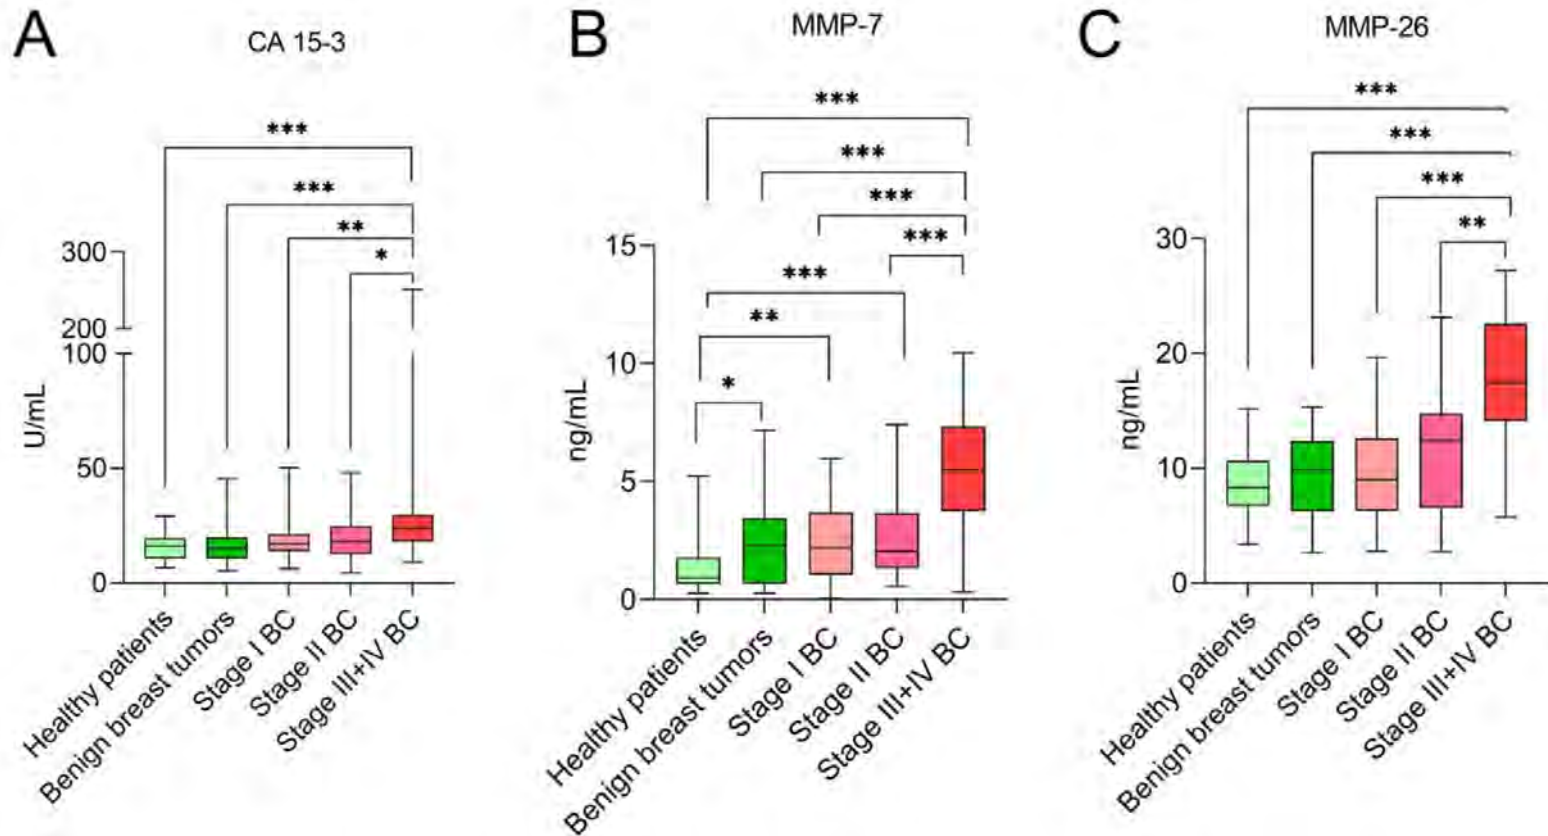 A
CA 15-3
***
***
**
*
300
200
100
50
0
U/mL
Healthy patients
Benign breast tumors
Stage I BC
Stage II BC
Stage III+IV BC
B
MMP-7
***
***
***
***
***
**
*
15
10
5
0
ng/mL
Healthy patients
Benign breast tumors
Stage I BC
Stage II BC
Stage III+IV BC
C
MMP-26
***
***
***
**
30
20
10
0
ng/mL
Healthy patients
Benign breast tumors
Stage I BC
Stage II BC
Stage III+IV BC